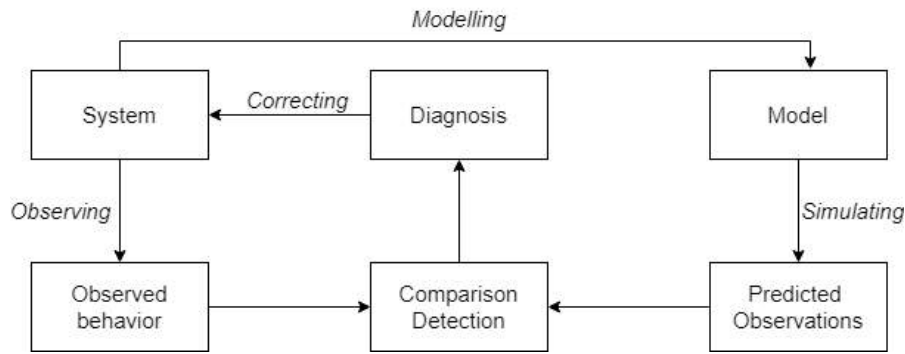 Modelling
System
Correcting
Diagnosis
Model
Observing
Simulating
Observed
behavior
Comparison
Detection
Predicted
Observations